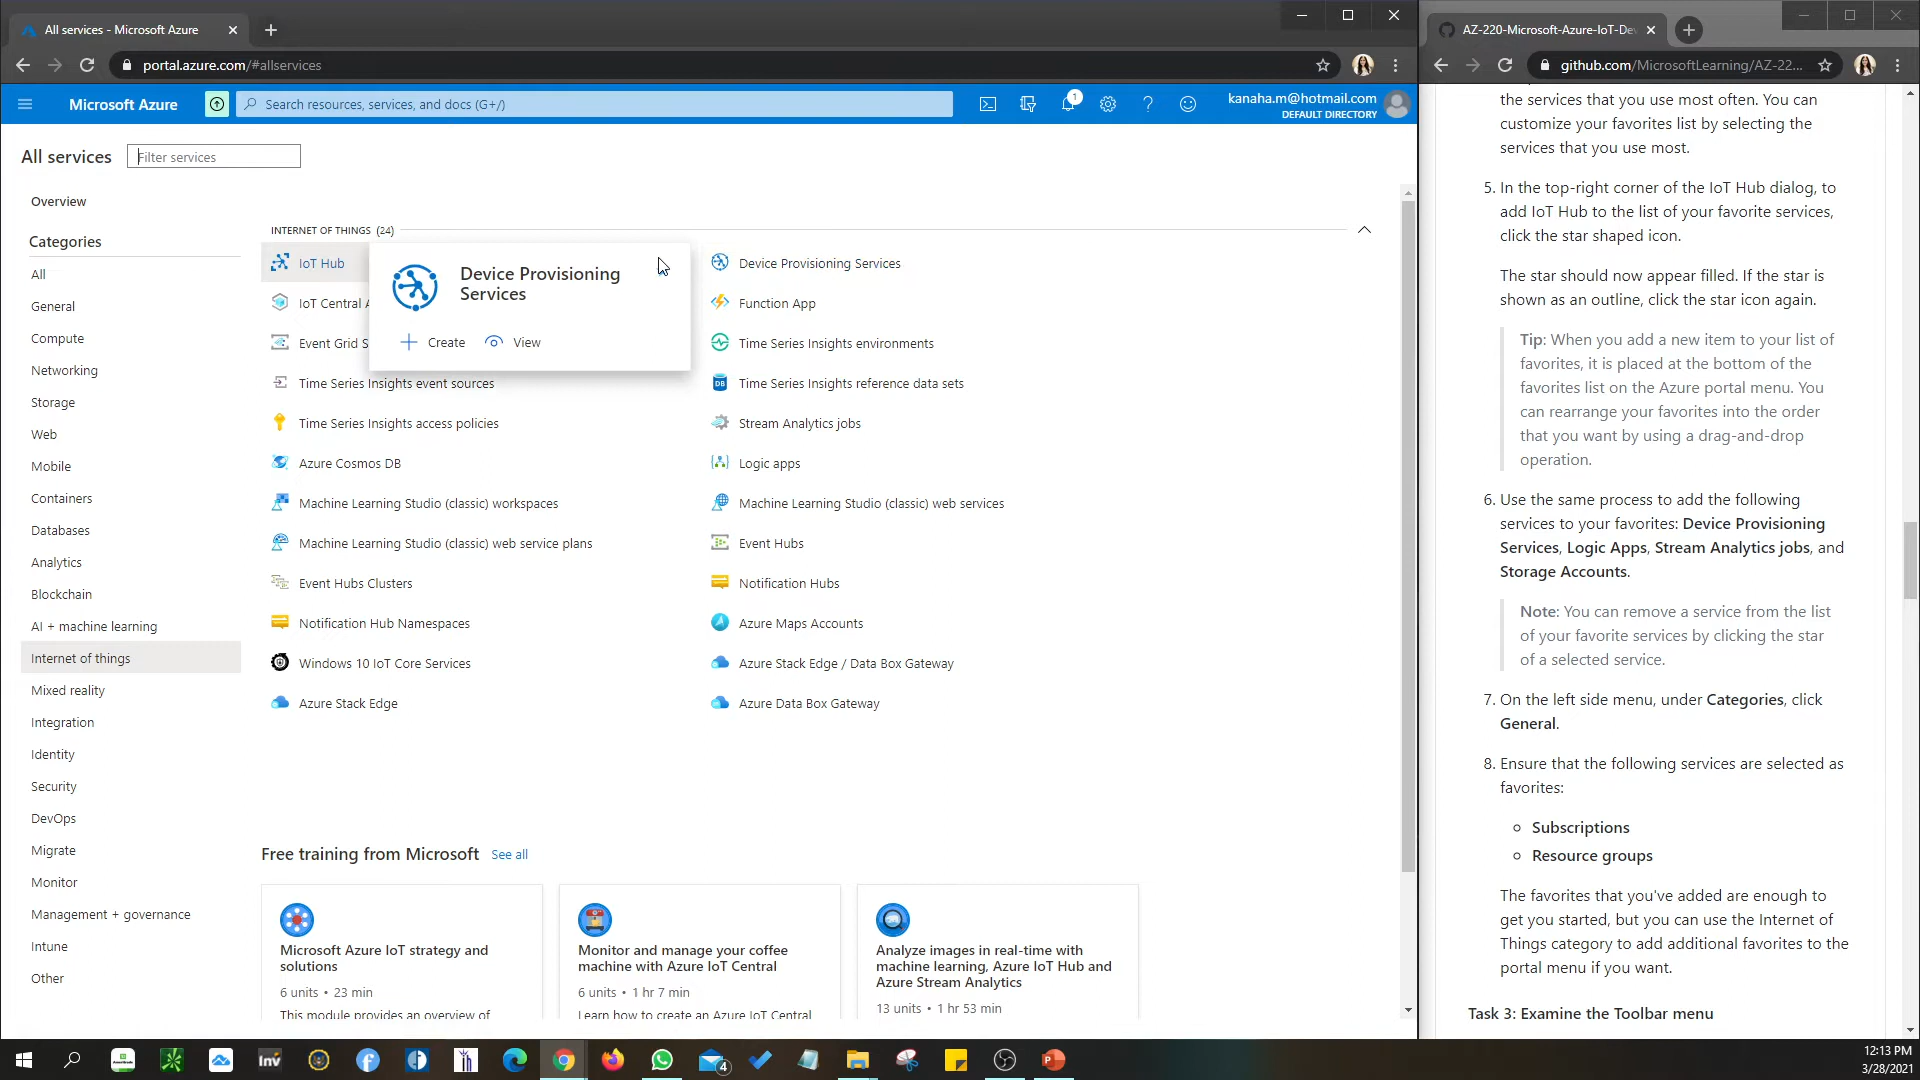 All services - Microsoft Azure
portal.azure.com/#allservices
Microsoft Azure
Search resources, services, and docs (G+/)
1
kanaha.m@hotmail.com
DEFAULT DIRECTORY
All services
Filter services
Overview
Categories
All
General
Compute
Networking
Storage
Web
Mobile
Containers
Databases
Analytics
Blockchain
AI + machine learning
Internet of things
Mixed reality
Integration
Identity
Security
DevOps
Migrate
Monitor
Management + governance
Intune
Other
INTERNET OF THINGS (24)
IoT Hub
Device Provisioning Services
Create
View
Device Provisioning Services
IoT Central A
Function App
Event Grid S
Time Series Insights environments
Time Series Insights event sources
Time Series Insights reference data sets
Time Series Insights access policies
Stream Analytics jobs
Azure Cosmos DB
Logic apps
Machine Learning Studio (classic) workspaces
Machine Learning Studio (classic) web services
Machine Learning Studio (classic) web service plans
Event Hubs
Event Hubs Clusters
Notification Hubs
Notification Hub Namespaces
Azure Maps Accounts
Windows 10 IoT Core Services
Azure Stack Edge / Data Box Gateway
Azure Stack Edge
Azure Data Box Gateway
Free training from Microsoft See all
Microsoft Azure IoT strategy and
solutions
6 units • 23 min
This module provides an overview of
Monitor and manage your coffee
machine with Azure IoT Central
6 units • 1 hr 7 min
Learn how to create an Azure IoT Central
Analyze images in real-time with
machine learning, Azure IoT Hub and
Azure Stream Analytics
13 units • 1 hr 53 min
AZ-220-Microsoft-Azure-IoT-De
github.com/MicrosoftLearning/AZ-22...
the services that you use most often. You can
customize your favorites list by selecting the
services that you use most.
5. In the top-right corner of the IoT Hub dialog, to
add IoT Hub to the list of your favorite services,
click the star shaped icon.
The star should now appear filled. If the star is
shown as an outline, click the star icon again.
Tip: When you add a new item to your list of
favorites, it is placed at the bottom of the
favorites list on the Azure portal menu. You
can rearrange your favorites into the order
that you want by using a drag-and-drop
operation.
6. Use the same process to add the following
services to your favorites: Device Provisioning
Services, Logic Apps, Stream Analytics jobs, and
Storage Accounts.
Note: You can remove a service from the list
of your favorite services by clicking the star
of a selected service.
7. On the left side menu, under Categories, click
General.
8. Ensure that the following services are selected as
favorites:
Subscriptions
Resource groups
The favorites that you've added are enough to
get you started, but you can use the Internet of
Things category to add additional favorites to the
portal menu if you want.
Task 3: Examine the Toolbar menu
Inv
4
12:13 PM
3/28/2021